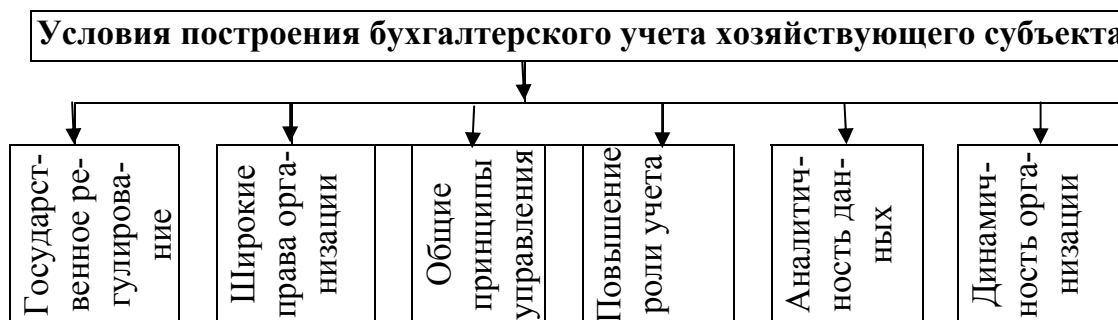 Условия построения бухгалтерского учета хозяйствующего субъекта
Государст-
венное ре-
гулирова-
ние
Широкие
права орга-
низации
Общие
принципы
управления
Повышение
роли учета
Аналитич-
ность дан-
ных
Динамич-
ность орга-
низации